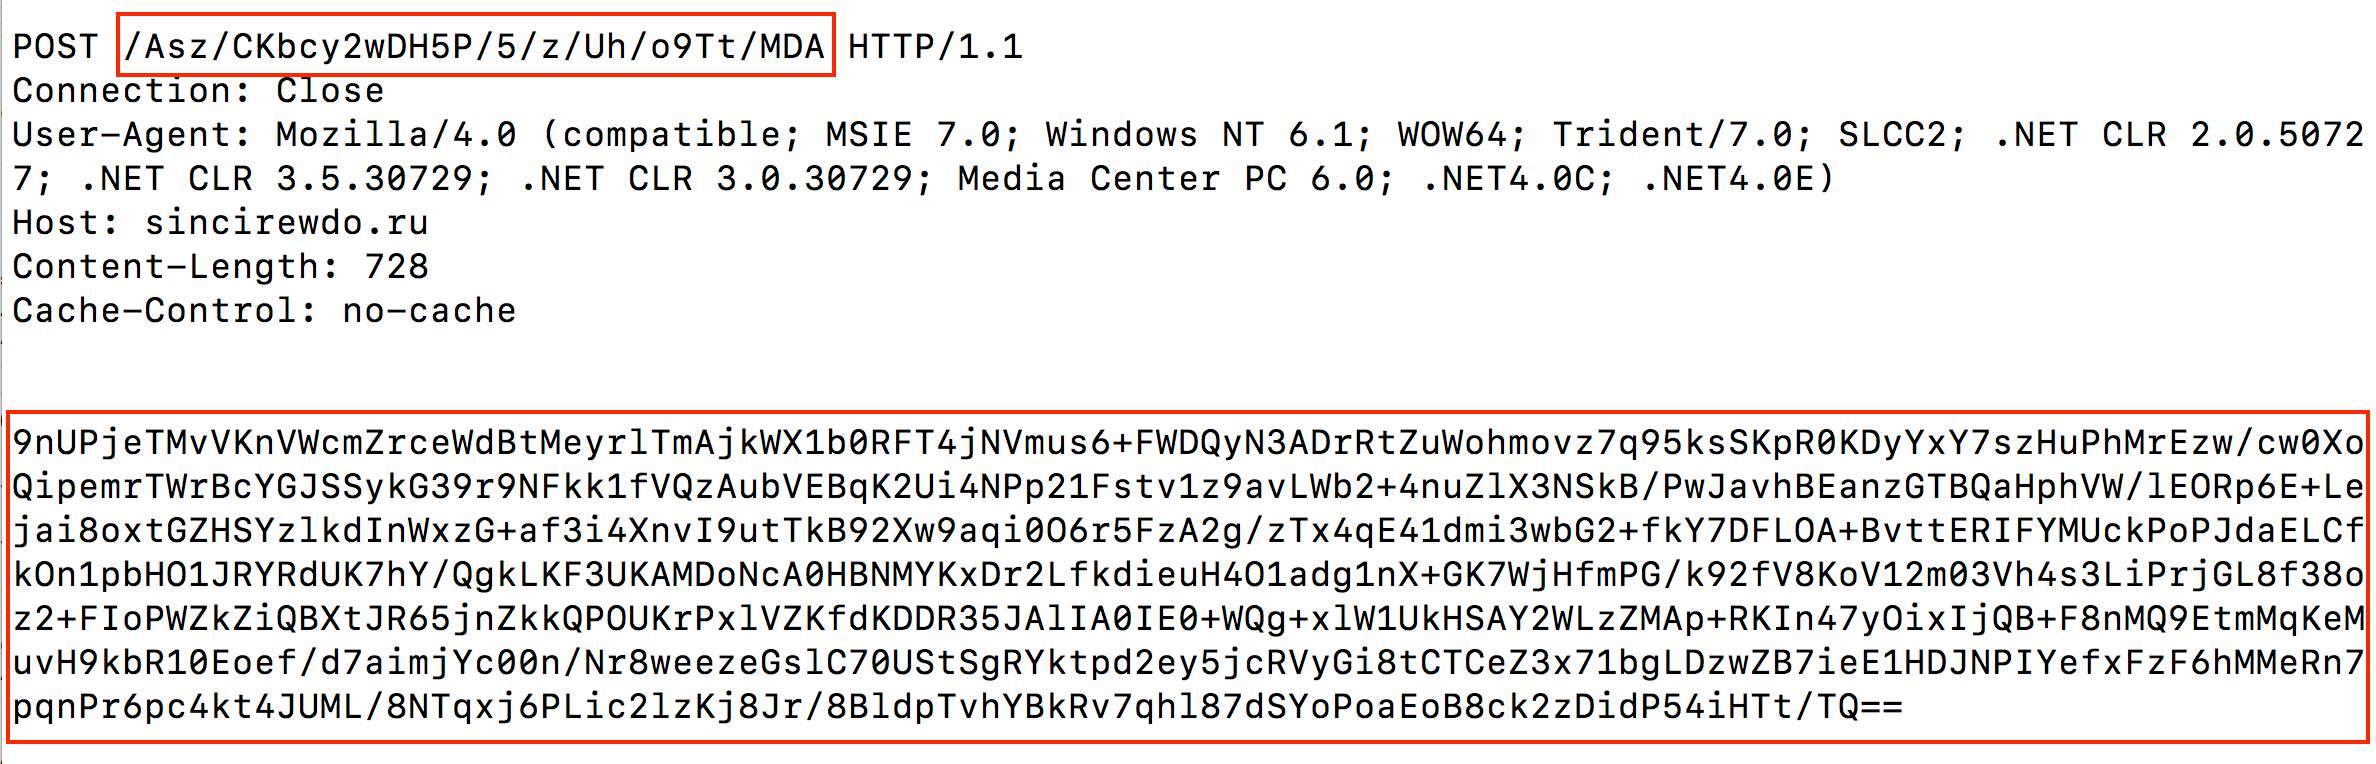 POST /Asz/CKbcy2wDH5P/5/z/Uh/o9Tt/MDA HTTP/1.1
Connection: Close
User-Agent: Mozilla/4.0 (compatible; MSIE 7.0; Windows NT 6.1; WOW64; Trident/7.0; SLCC2; .NET CLR 2.0.5072
7; .NET CLR 3.5.30729; .NET CLR 3.0.30729; Media Center PC 6.0; .NET4.0C; .NET4.0E)
Host: sincirewdo.ru
Content-Length: 728
Cache-Control: no-cache
9nUPjeTMvVKnVWcmZrceWdBtMeyrlTmAjkWX1b0RFT4jNVmus6+FWDQyN3ADrRtZuWohmovz7q95ksSKpR0KDyYxY7szHuPhMrEzw/cw0Xo
QipemrTWrBcYGJSSykG39r9NFkk1fVQzAubVEBqK2Ui4NPp21Fstv1z9avLWb2+4nuZlX3NSkB/PwJavhBEanzGTBQaHphVW/lEORp6E+Le
jai8oxtGZHSYzlkdInWxzG+af3i4XnvI9utTkB92Xw9aqi0O6r5FzA2g/zTx4qE41dmi3wbG2+fkY7DFLOA+BvttERIFYMUckPoPJdaELCf
kOn1pbHO1JRYRdUK7hY/QgkLKF3UKAMDoNcA0HBNMYKxDr2LfkdieuH4O1adg1nX+GK7WjHfmPG/k92fV8KoV12m03Vh4s3LiPrjGL8f38o
z2+FIoPWZkZiQBXtJR65jnZkkQPOUKrPxlVZKfdKDDR35JAlIA0IE0+WQg+xlW1UkHSAY2WLzZMAp+RKIn47yOixIjQB+F8nMQ9EtmMqKeM
uvH9kbR10Eoef/d7aimjYc00n/Nr8weezeGslC70UStSgRYktpd2ey5jcRVyGi8tCTCeZ3x71bgLDzwZB7ieE1HDJNPIYefxFzF6hMMeRn7
pqnPr6pc4kt4JUML/8NTqxj6PLic2lzKj8Jr/8BldpTvhYBkRv7qhl87dSYoPoaEoB8ck2zDidP54iHTt/TQ==